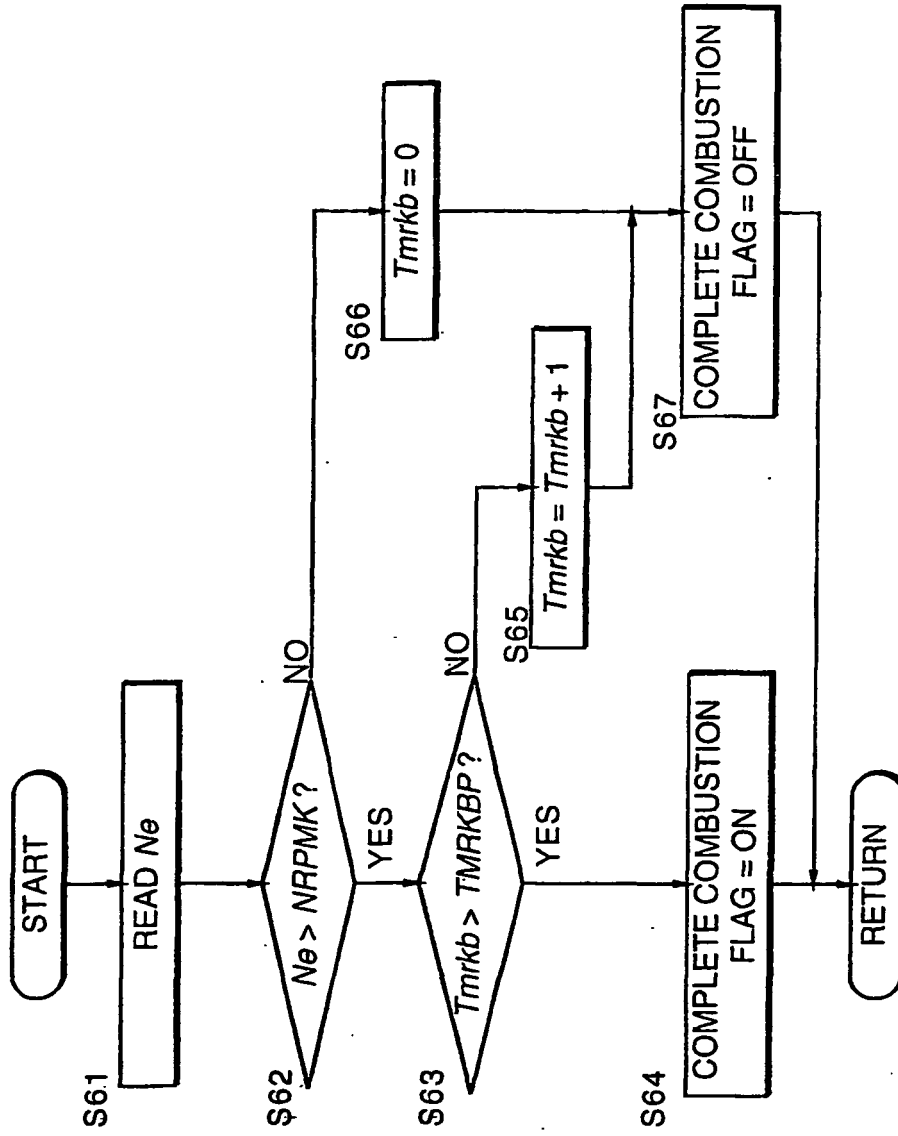 START
S61
READ Ne
S62
Ne > NRPMK?
NO
YES
S63
Tmrkb > TMRKBP?
NO
YES
S64
COMPLETE COMBUSTION
FLAG = ON
S65
Tmrkb = Tmrkb + 1
S66
Tmrkb = 0
S67
COMPLETE COMBUSTION
FLAG = OFF
RETURN